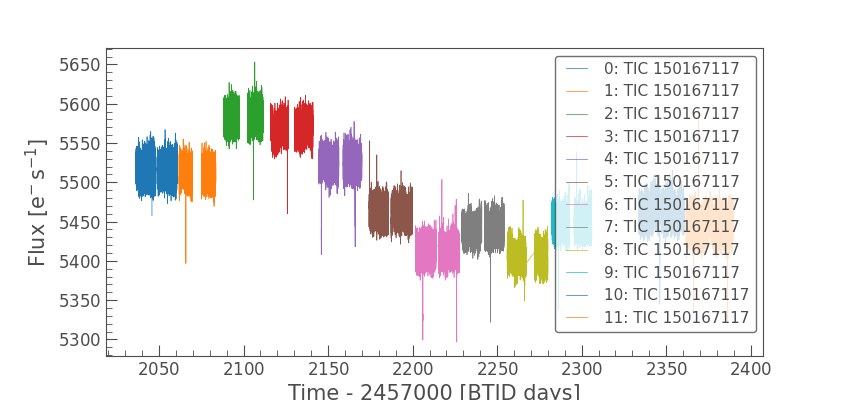 5650
5600
5550
5500
5450
5400
5350
5300
Flux [e⁻ s⁻¹]
2050
2100
2150
2200
2250
2300
2350
2400
Time - 2457000 [BTJD days]
0: TIC 150167117
1: TIC 150167117
2: TIC 150167117
3: TIC 150167117
4: TIC 150167117
5: TIC 150167117
6: TIC 150167117
7: TIC 150167117
8: TIC 150167117
9: TIC 150167117
10: TIC 150167117
11: TIC 150167117